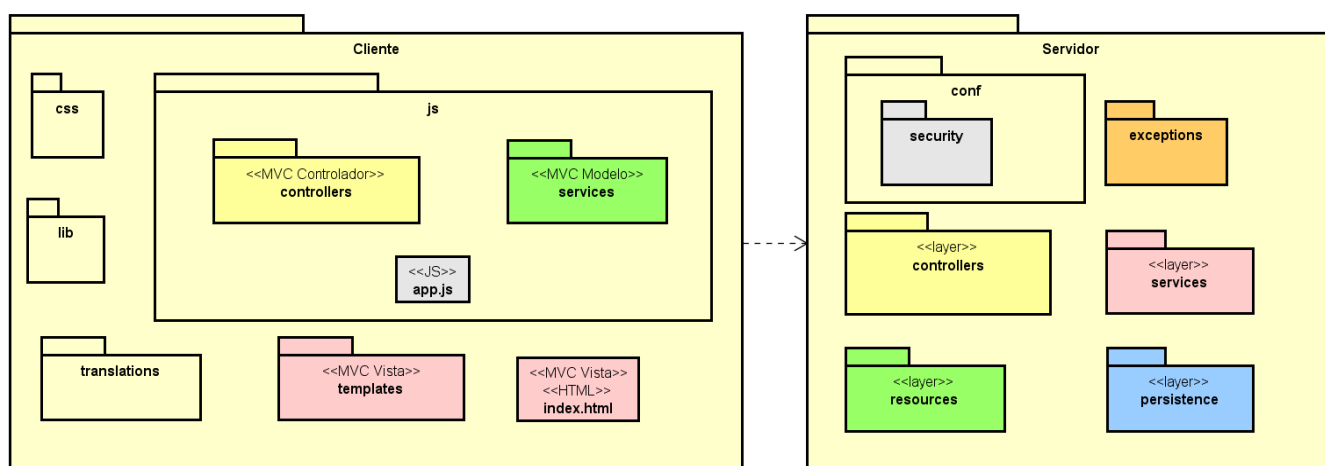 Cliente
css
js
<<MVC Controlador>>
controllers
<<MVC Modelo>>
services
lib
<<JS>>
app.js
translations
<<MVC Vista>>
templates
<<MVC Vista>>
<<HTML>>
index.html
Servidor
conf
security
exceptions
<<layer>>
controllers
<<layer>>
services
<<layer>>
resources
<<layer>>
persistence